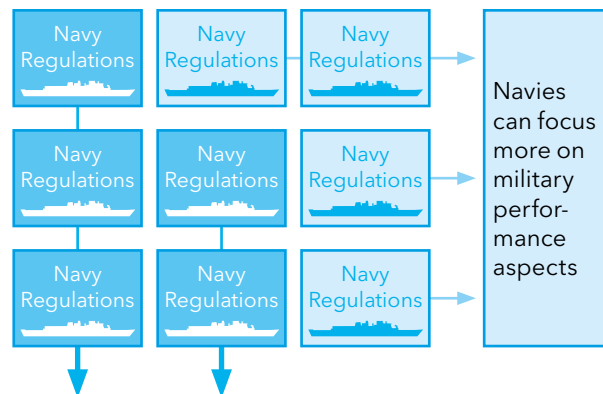 Navy
Regulations
Navy
Regulations
Navy
Regulations
Navy
Regulations
Navy
Regulations
Navy
Regulations
Navy
Regulations
Navy
Regulations
Navy
Regulations
Navies
can focus
more on
military
perfor-
mance
aspects